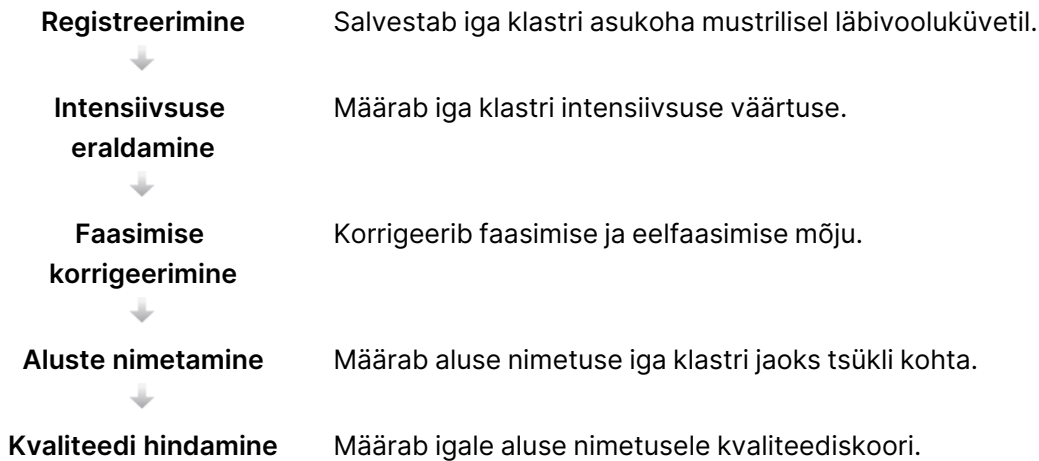 Registreerimine Salvestab iga klastri asukoha mustrilisel läbivooluküvetil.
Intensiivsuse Määrab iga klastri intensiivsuse väärtuse.
eraldamine
Faasimise Korrigeerib faasimise ja eelfaasimise mõju.
korrigeerimine
Aluste nimetamine Määrab aluse nimetuse iga klastri jaoks tsükli kohta.
Kvaliteedi hindamine Määrab igale aluse nimetusele kvaliteediskoori.